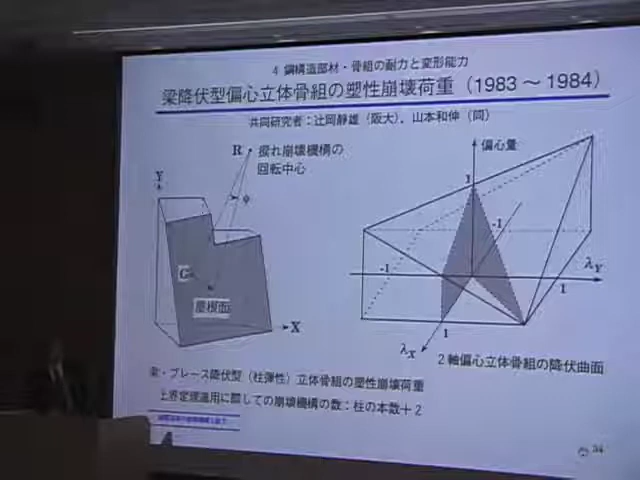 4 鋼構造部材・骨組の耐力と変形能力
梁降伏型偏心立体骨組の塑性崩壊荷重（1983 ～ 1984）
共同研究者：辻岡静雄（阪大），山本和伸（同）
R 捩れ崩壊機構の
回転中心
Y
φ
G
屋根面
X
偏心量
1
-1
-1
λY
1
1
λX
2軸偏心立体骨組の降伏曲面
梁・ブレース降伏型（柱弾性）立体骨組の塑性崩壊荷重
上界定理適用に際しての崩壊機構の数：柱の本数＋2
34